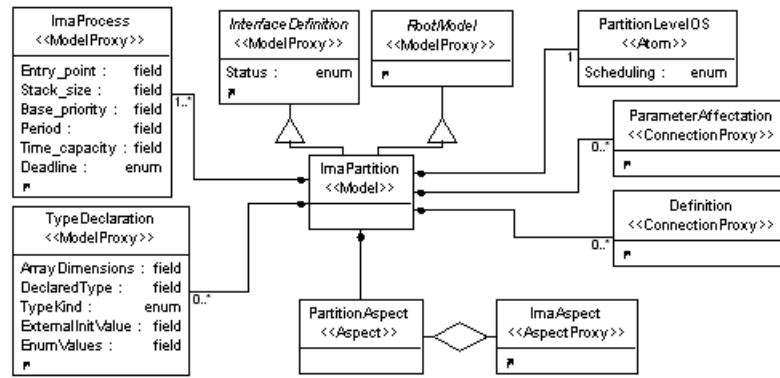 ImaProcess
<<ModelProxy>>
Entry_point : field
Stack_size : field
Base_priority : field
Period : field
Time_capacity : field
Deadline : enum
1..*
InterfaceDefinition
<<ModelProxy>>
Status : enum
RootModel
<<ModelProxy>>
PartitionLevelOS
<<Atom>>
Scheduling : enum
1
ParameterAffectation
<<ConnectionProxy>>
0..*
ImaPartition
<<Model>>
Definition
<<ConnectionProxy>>
0..*
TypeDeclaration
<<ModelProxy>>
ArrayDimensions : field
DeclaredType : field
TypeKind : enum
ExternalInitValue : field
EnumValues : field
0..*
PartitionAspect
<<Aspect>>
ImaAspect
<<AspectProxy>>